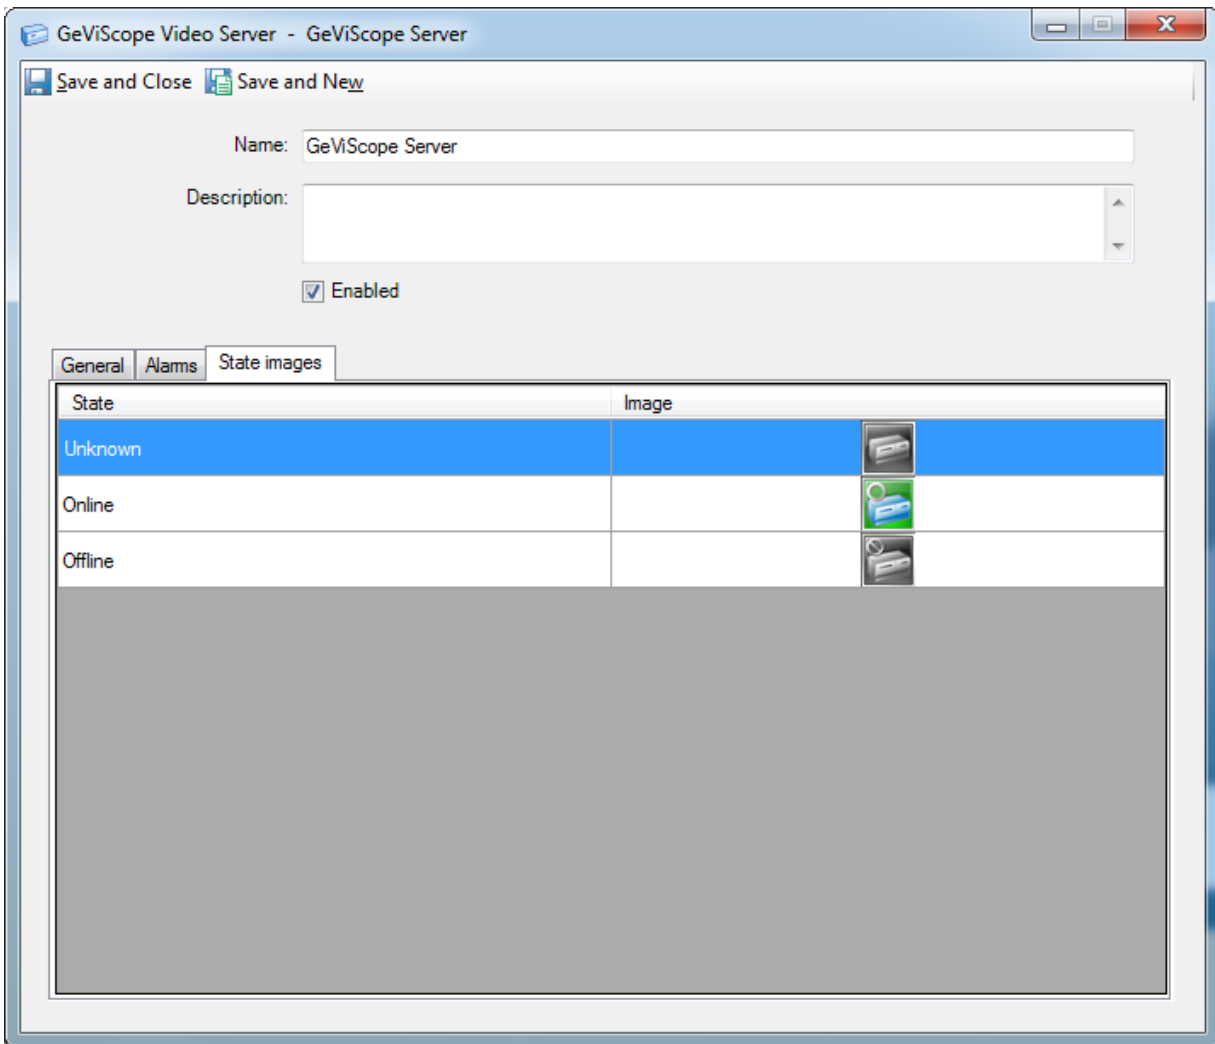 GeViScope Video Server - GeViScope Server
Save and Close Save and New
Name: GeViScope Server
Description:
Enabled
General Alarms State images
State Image
Unknown
Online
Offline